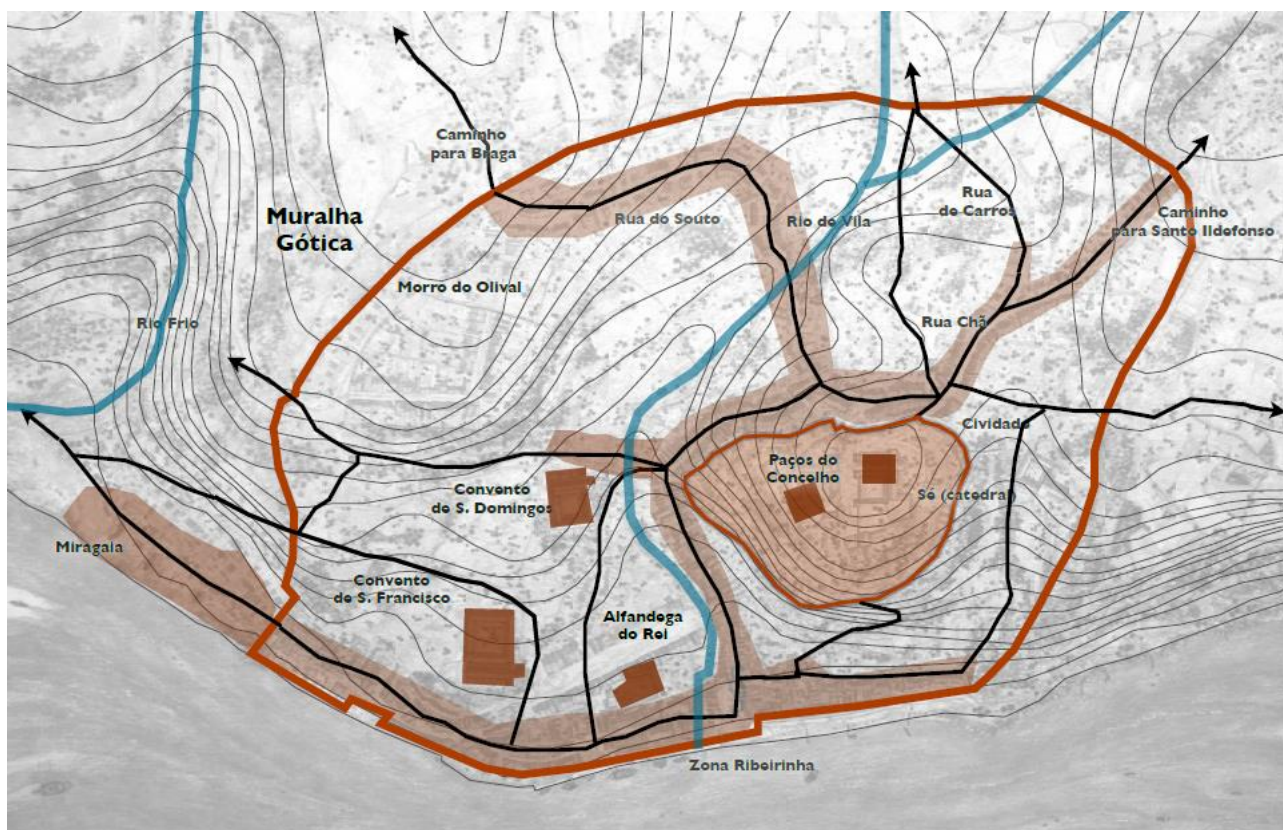 Caminho
para Braga
Muralha
Gótica
Rua do Souto
Rio de Vila
Rua
de Carros
Caminho
para Santo Ildefonso
Morro do Olival
Rio Frio
Rua Chã
Cividade
Paços do
Concelho
Sé (catedral)
Convento
de S. Domingos
Miragaia
Convento
de S. Francisco
Alfandega
do Rei
Zona Ribeirinha